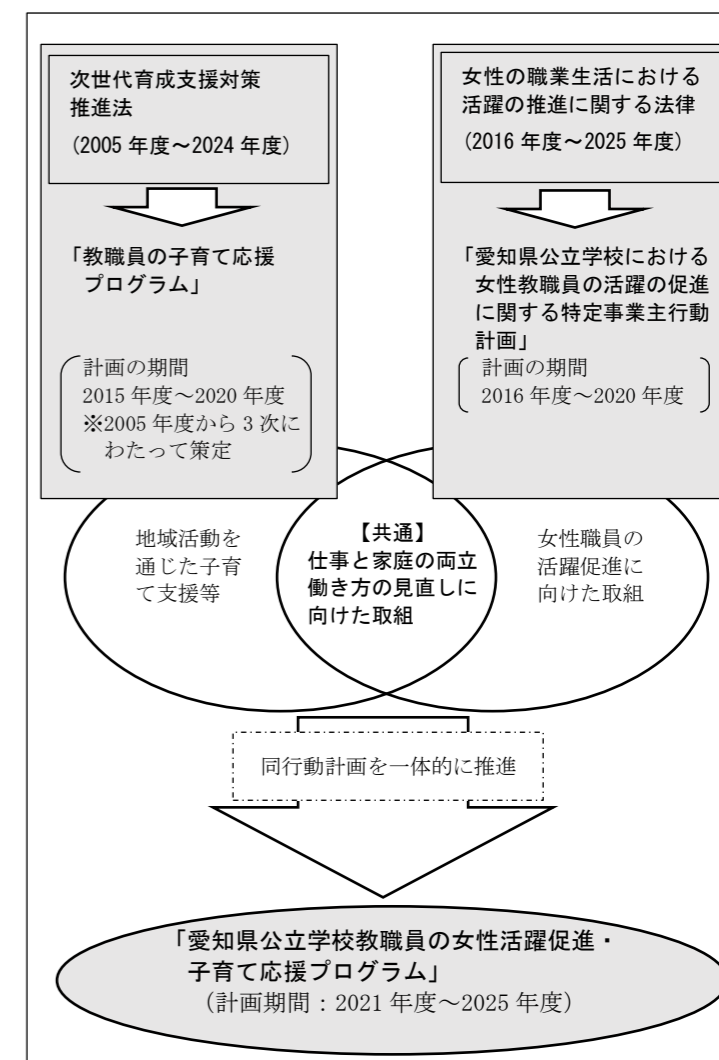 次世代育成支援対策
推進法
(2005 年度～2024 年度)
「教職員の子育て応援
プログラム」
計画の期間
2015 年度～2020 年度
※2005 年度から 3 次に
わたって策定
女性の職業生活における
活躍の推進に関する法律
(2016 年度～2025 年度)
「愛知県公立学校における
女性教職員の活躍の促進
に関する特定事業主行動
計画」
計画の期間
2016 年度～2020 年度
地域活動を
通じた子育
て支援等
【共通】
仕事と家庭の両立
働き方の見直しに
向けた取組
女性職員の
活躍促進に
向けた取組
同行動計画を一体的に推進
「愛知県公立学校教職員の女性活躍促進・
子育て応援プログラム」
（計画期間：2021 年度～2025 年度）